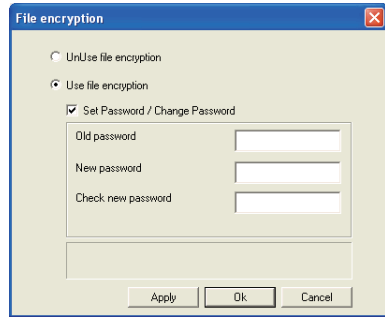 File encryption
UnUse file encryption
Use file encryption
Set Password / Change Password
Old password
New password
Check new password
Apply Ok Cancel